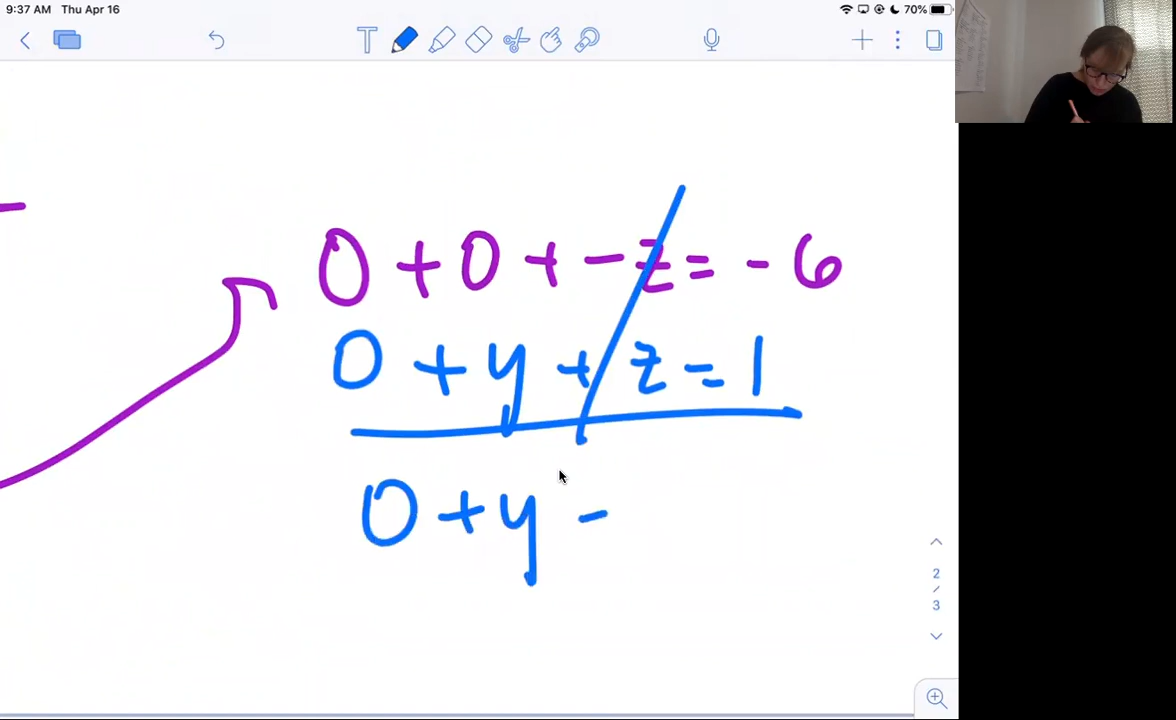 9:37 AM Thu Apr 16
70%
T
0 + 0 + - z = - 6
0 + y + z = 1
0 + y -
2
/
3